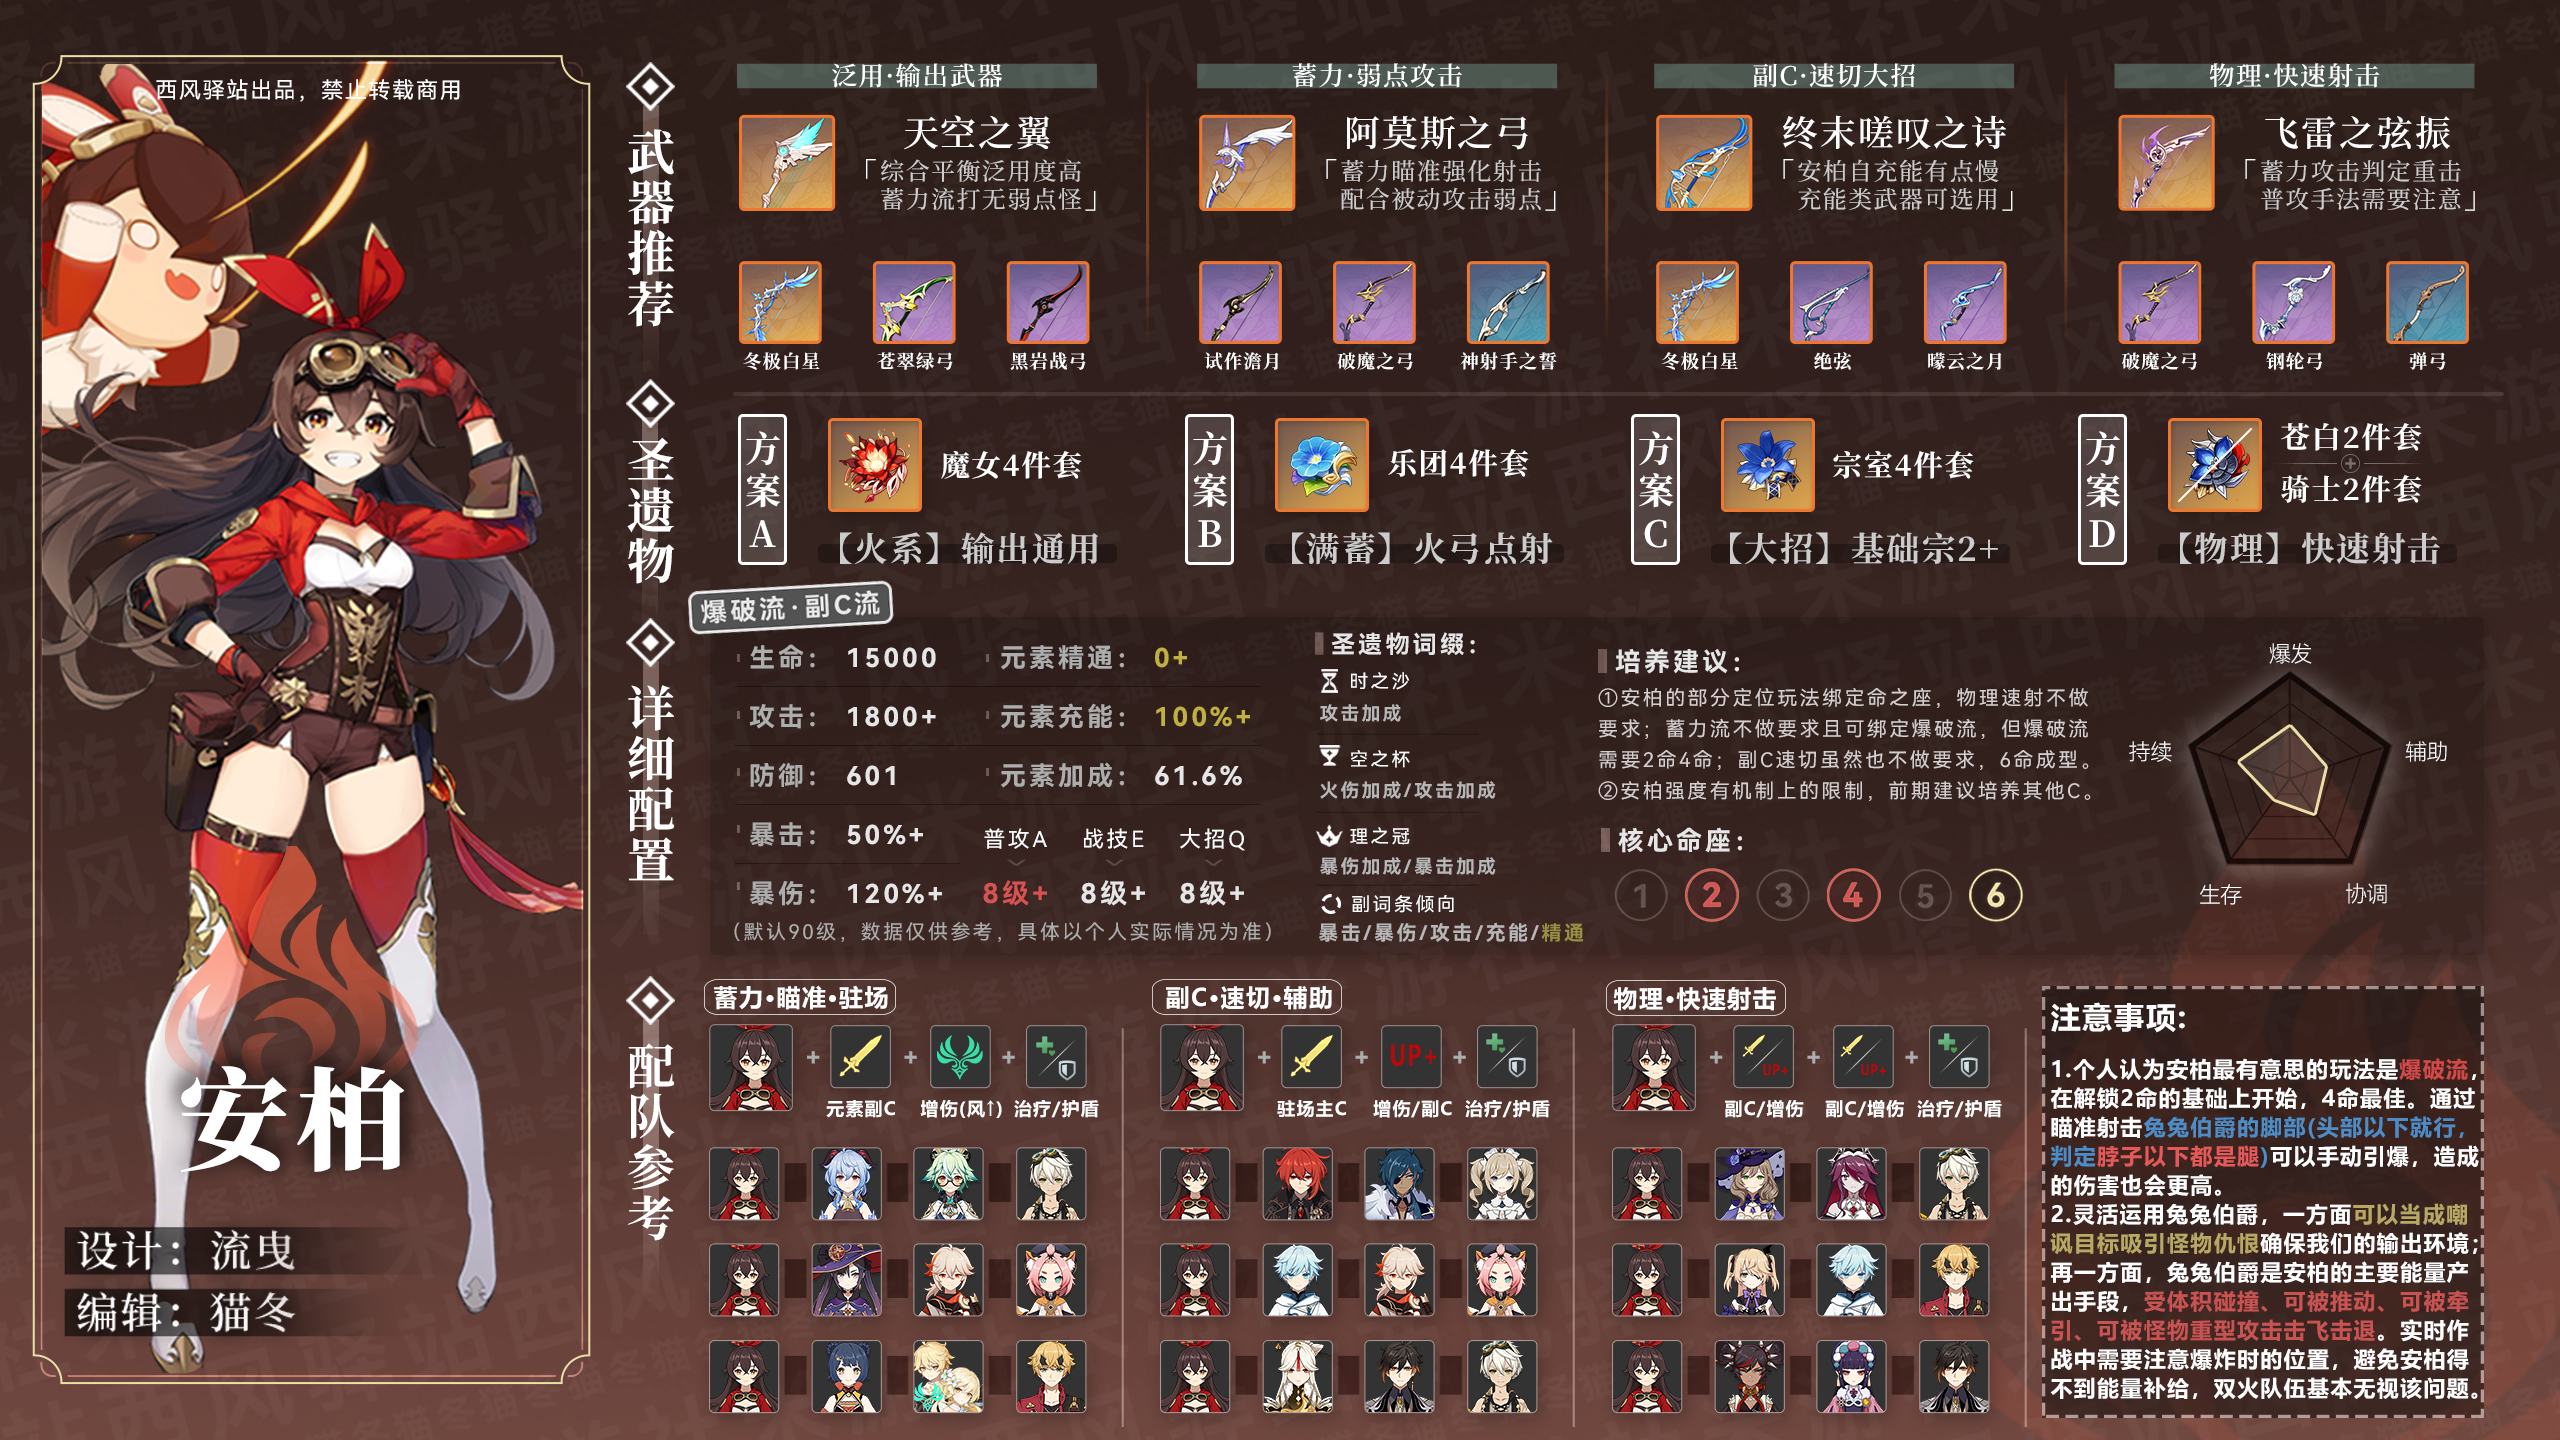 西风驿站出品，禁止转载商用
安柏
设计：流曳
编辑：猫冬
武器推荐
泛用·输出武器
天空之翼
「综合平衡泛用度高
蓄力流打无弱点怪」
冬极白星
苍翠绿弓
黑岩战弓
蓄力·弱点攻击
阿莫斯之弓
「蓄力瞄准强化射击
配合被动攻击弱点」
试作澹月
破魔之弓
神射手之誓
副C·速切大招
终末嗟叹之诗
「安柏自充能有点慢
充能类武器可选用」
冬极白星
绝弦
曚云之月
物理·快速射击
飞雷之弦振
「蓄力攻击判定重击
普攻手法需要注意」
破魔之弓
钢轮弓
弹弓
圣遗物
方案A
魔女4件套
【火系】输出通用
方案B
乐团4件套
【满蓄】火弓点射
方案C
宗室4件套
【大招】基础宗2+
方案D
苍白2件套
骑士2件套
【物理】快速射击
详细配置
爆破流·副C流
生命：15000
元素精通：0+
攻击：1800+
元素充能：100%+
防御：601
元素加成：61.6%
暴击：50%+
普攻A 战技E 大招Q
暴伤：120%+
8级+ 8级+ 8级+
(默认90级，数据仅供参考，具体以个人实际情况为准)
圣遗物词缀：
时之沙
攻击加成
空之杯
火伤加成/攻击加成
理之冠
暴伤加成/暴击加成
副词条倾向
暴击/暴伤/攻击/充能/精通
培养建议：
①安柏的部分定位玩法绑定命之座，物理速射不做
要求；蓄力流不做要求且可绑定爆破流，但爆破流
需要2命4命；副C速切虽然也不做要求，6命成型。
②安柏强度有机制上的限制，前期建议培养其他C。
核心命座：
1 2 3 4 5 6
爆发
持续
辅助
生存
协调
配队参考
蓄力·瞄准·驻场
元素副C
增伤(风↑)
治疗/护盾
副C·速切·辅助
UP+
驻场主C
增伤/副C
治疗/护盾
物理·快速射击
UP+
UP+
副C/增伤
副C/增伤
治疗/护盾
注意事项:
1.个人认为安柏最有意思的玩法是爆破流，
在解锁2命的基础上开始，4命最佳。通过
瞄准射击兔兔伯爵的脚部(头部以下就行，
判定脖子以下都是腿)可以手动引爆，造成
的伤害也会更高。
2.灵活运用兔兔伯爵，一方面可以当成嘲
讽目标吸引怪物仇恨确保我们的输出环境；
再一方面，兔兔伯爵是安柏的主要能量产
出手段，受体积碰撞、可被推动、可被牵
引、可被怪物重型攻击击飞击退。实时作
战中需要注意爆炸时的位置，避免安柏得
不到能量补给，双火队伍基本无视该问题。